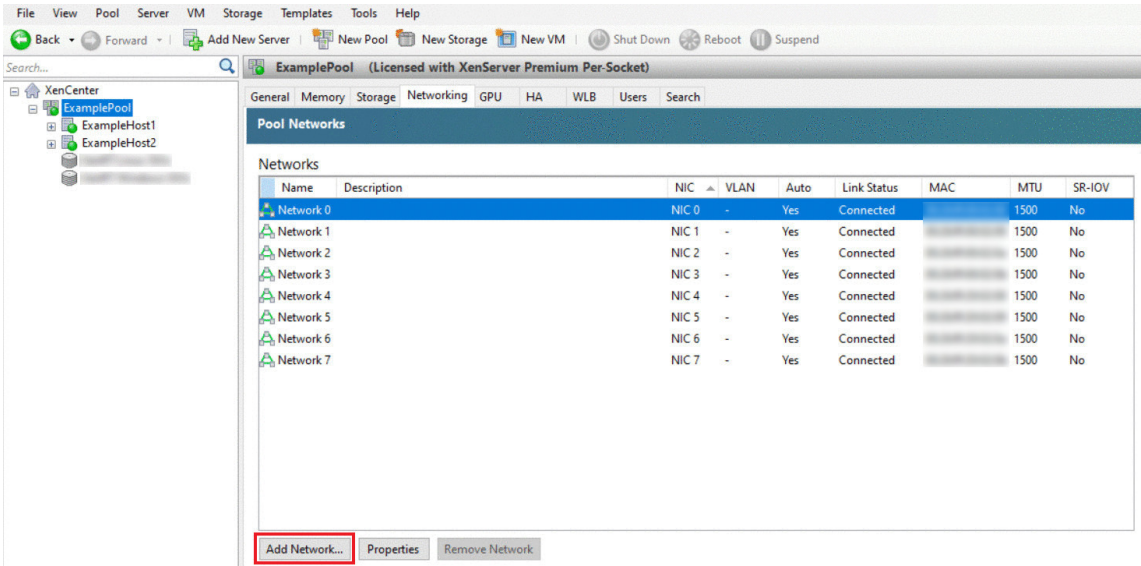 File View Pool Server VM Storage Templates Tools Help
Back Forward Add New Server New Pool New Storage New VM Shut Down Reboot Suspend
Search...
ExamplePool (Licensed with XenServer Premium Per-Socket)
XenCenter
ExamplePool
ExampleHost1
ExampleHost2
General Memory Storage Networking GPU HA WLB Users Search
Pool Networks
Networks
Name Description NIC VLAN Auto Link Status MAC MTU SR-IOV
Network 0 NIC 0 - Yes Connected 1500 No
Network 1 NIC 1 - Yes Connected 1500 No
Network 2 NIC 2 - Yes Connected 1500 No
Network 3 NIC 3 - Yes Connected 1500 No
Network 4 NIC 4 - Yes Connected 1500 No
Network 5 NIC 5 - Yes Connected 1500 No
Network 6 NIC 6 - Yes Connected 1500 No
Network 7 NIC 7 - Yes Connected 1500 No
Add Network... Properties Remove Network